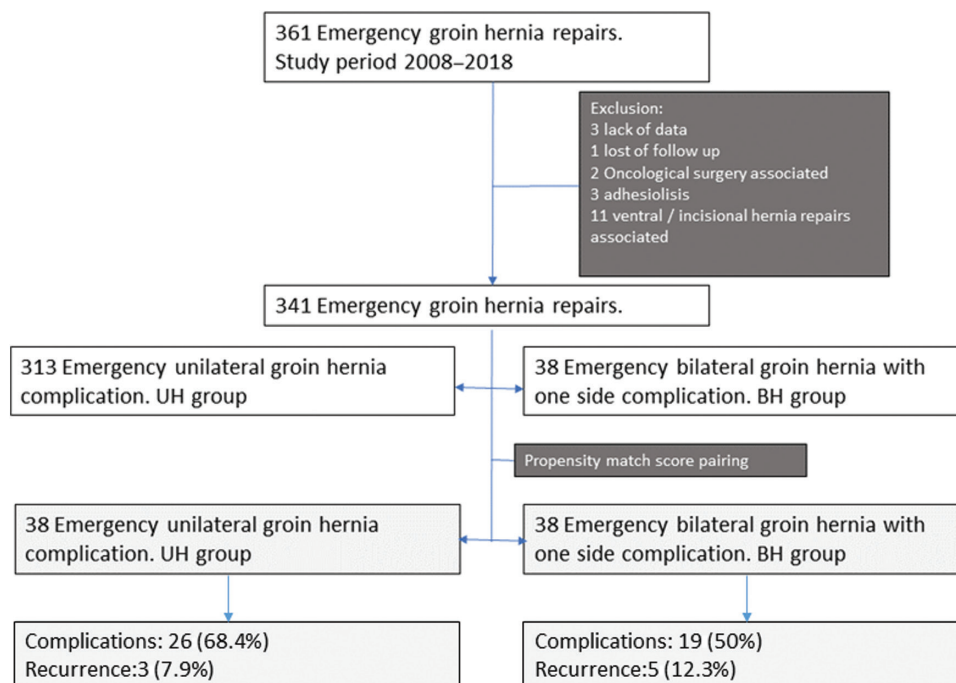 361 Emergency groin hernia repairs.
Study period 2008–2018
Exclusion:
3 lack of data
1 lost of follow up
2 Oncological surgery associated
3 adhesiolisis
11 ventral / incisional hernia repairs
associated
341 Emergency groin hernia repairs.
313 Emergency unilateral groin hernia
complication. UH group
38 Emergency bilateral groin hernia with
one side complication. BH group
Propensity match score pairing
38 Emergency unilateral groin hernia
complication. UH group
38 Emergency bilateral groin hernia with
one side complication. BH group
Complications: 26 (68.4%)
Recurrence:3 (7.9%)
Complications: 19 (50%)
Recurrence:5 (12.3%)